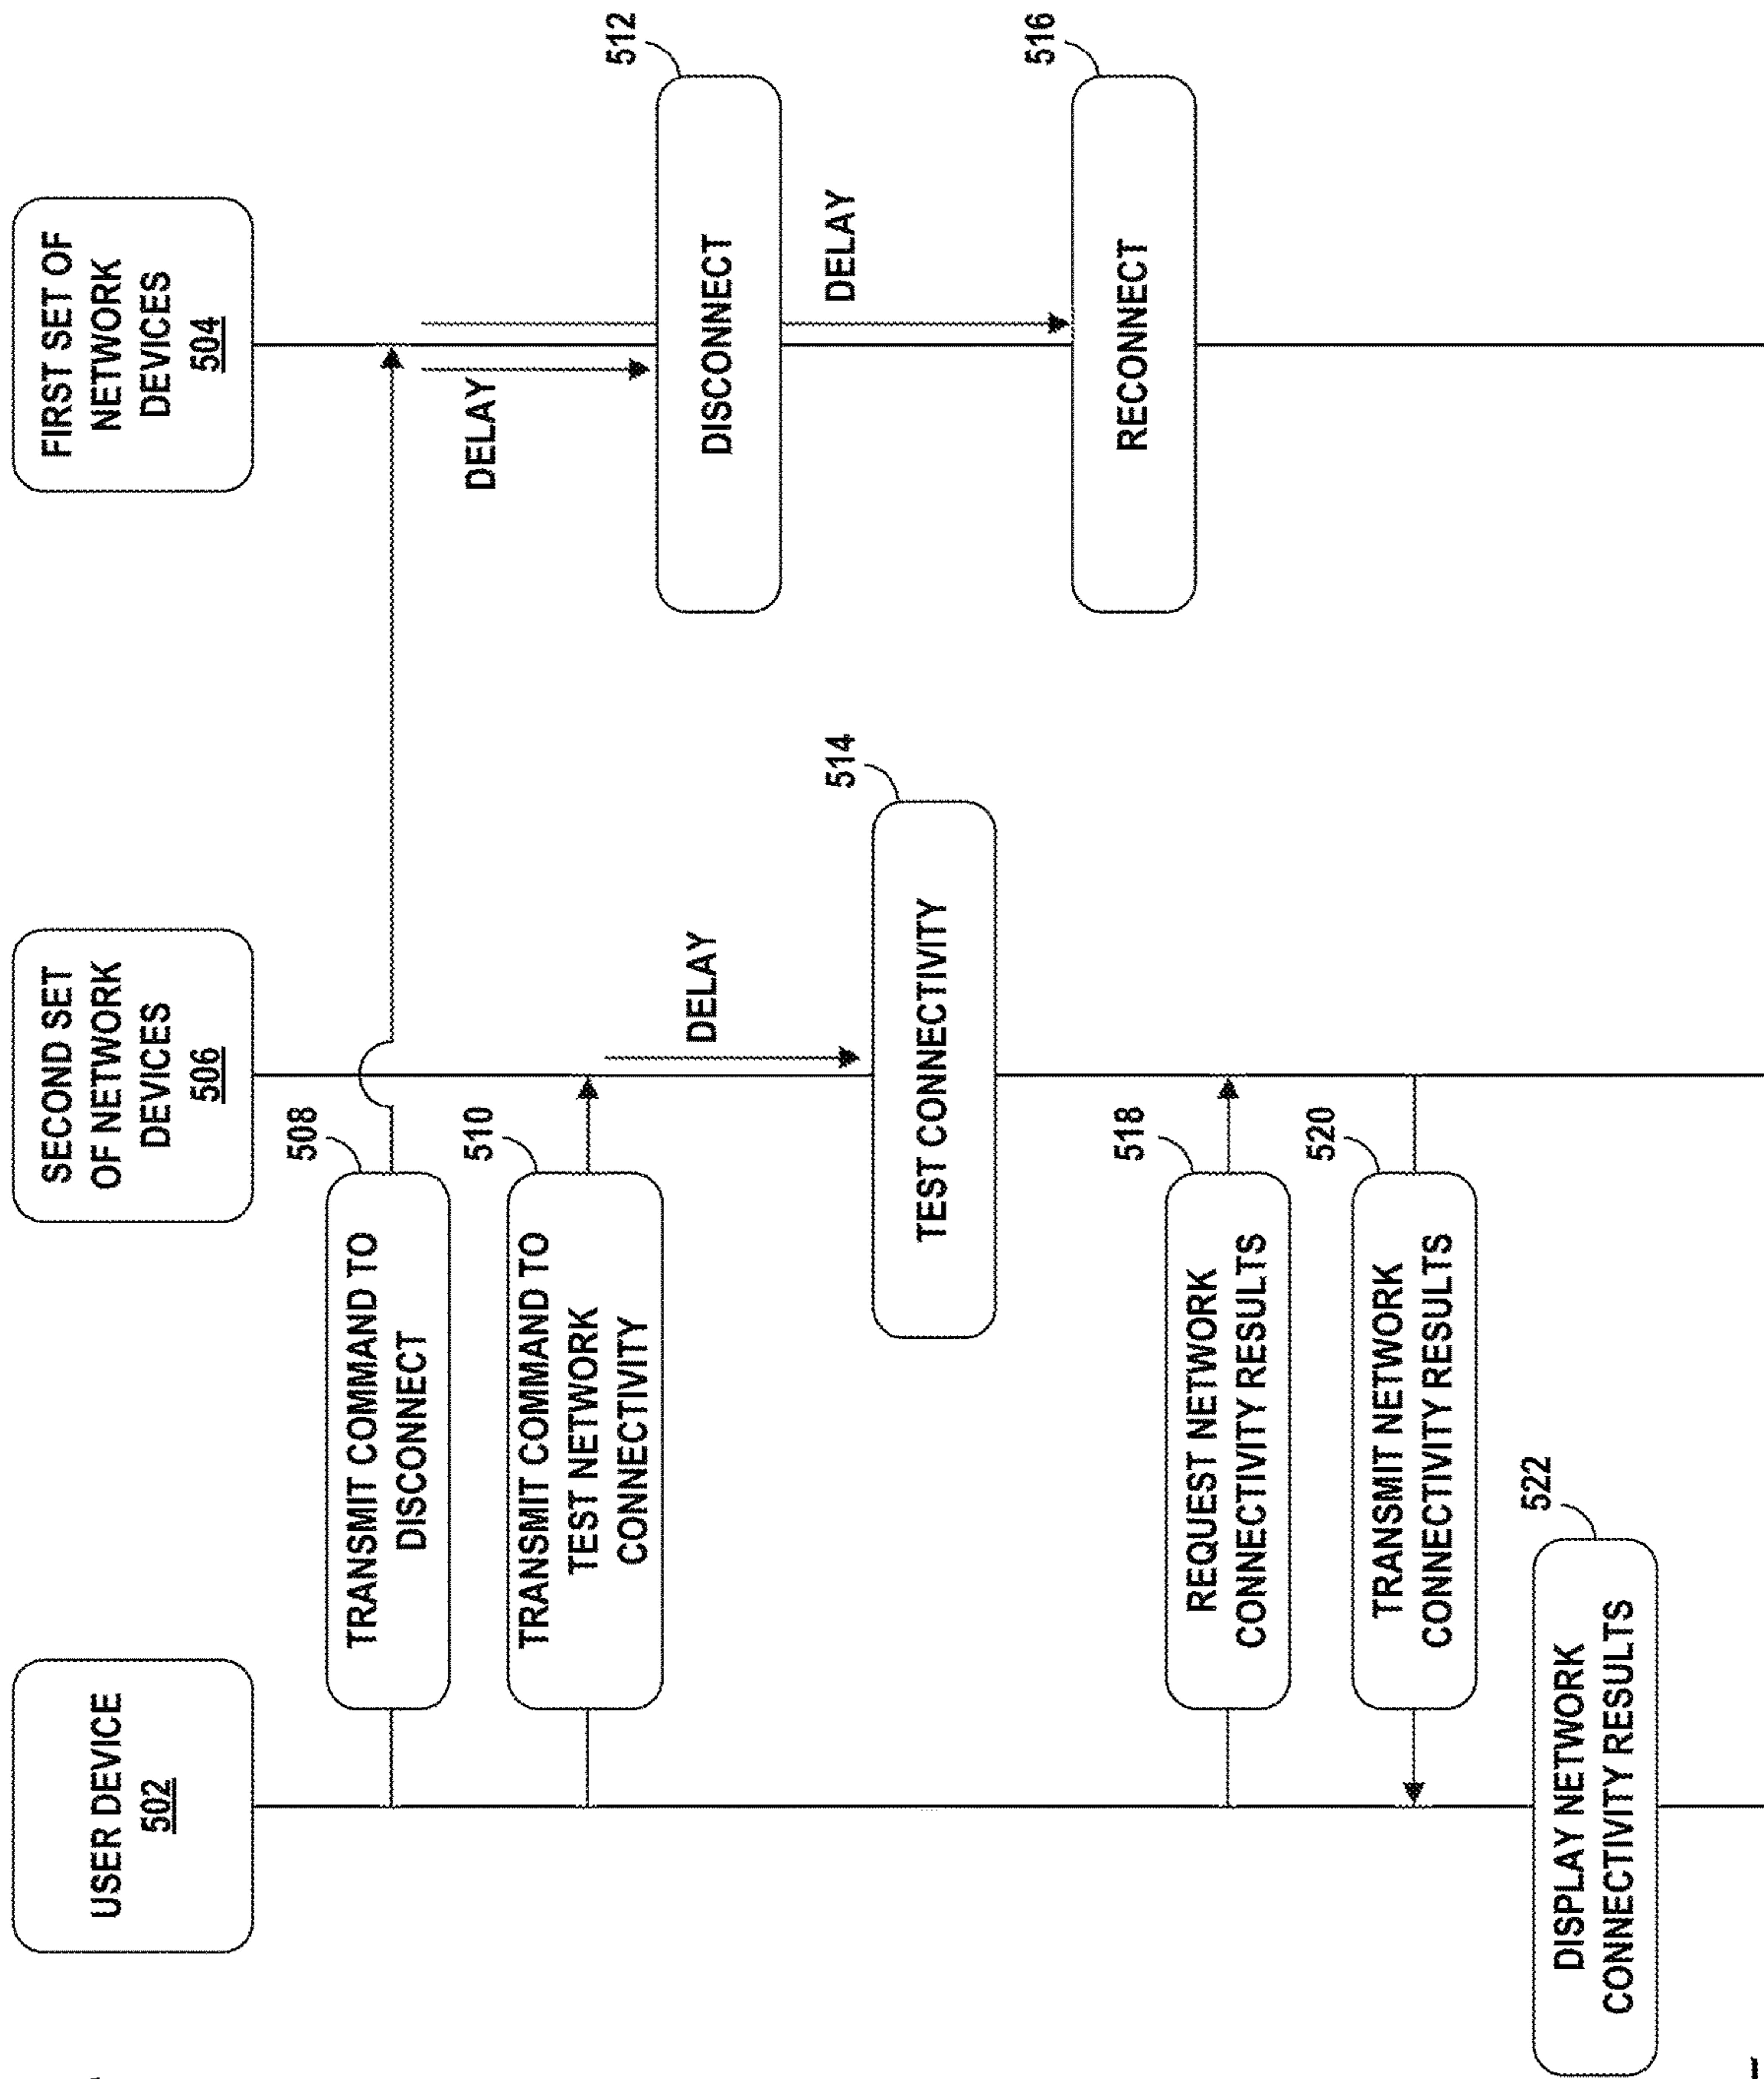 USER DEVICE
502
SECOND SET
OF NETWORK
DEVICES
506
FIRST SET OF
NETWORK
DEVICES
504
508
TRANSMIT COMMAND TO
DISCONNECT
510
TRANSMIT COMMAND TO
TEST NETWORK
CONNECTIVITY
DELAY
DELAY
512
DISCONNECT
DELAY
514
TEST CONNECTIVITY
516
RECONNECT
518
REQUEST NETWORK
CONNECTIVITY RESULTS
520
TRANSMIT NETWORK
CONNECTIVITY RESULTS
522
DISPLAY NETWORK
CONNECTIVITY RESULTS